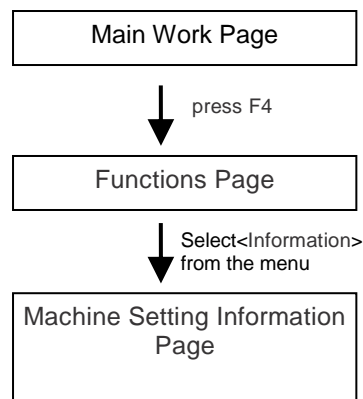 Main Work Page
press F4
Functions Page
Select<Information>
from the menu
Machine Setting Information
Page